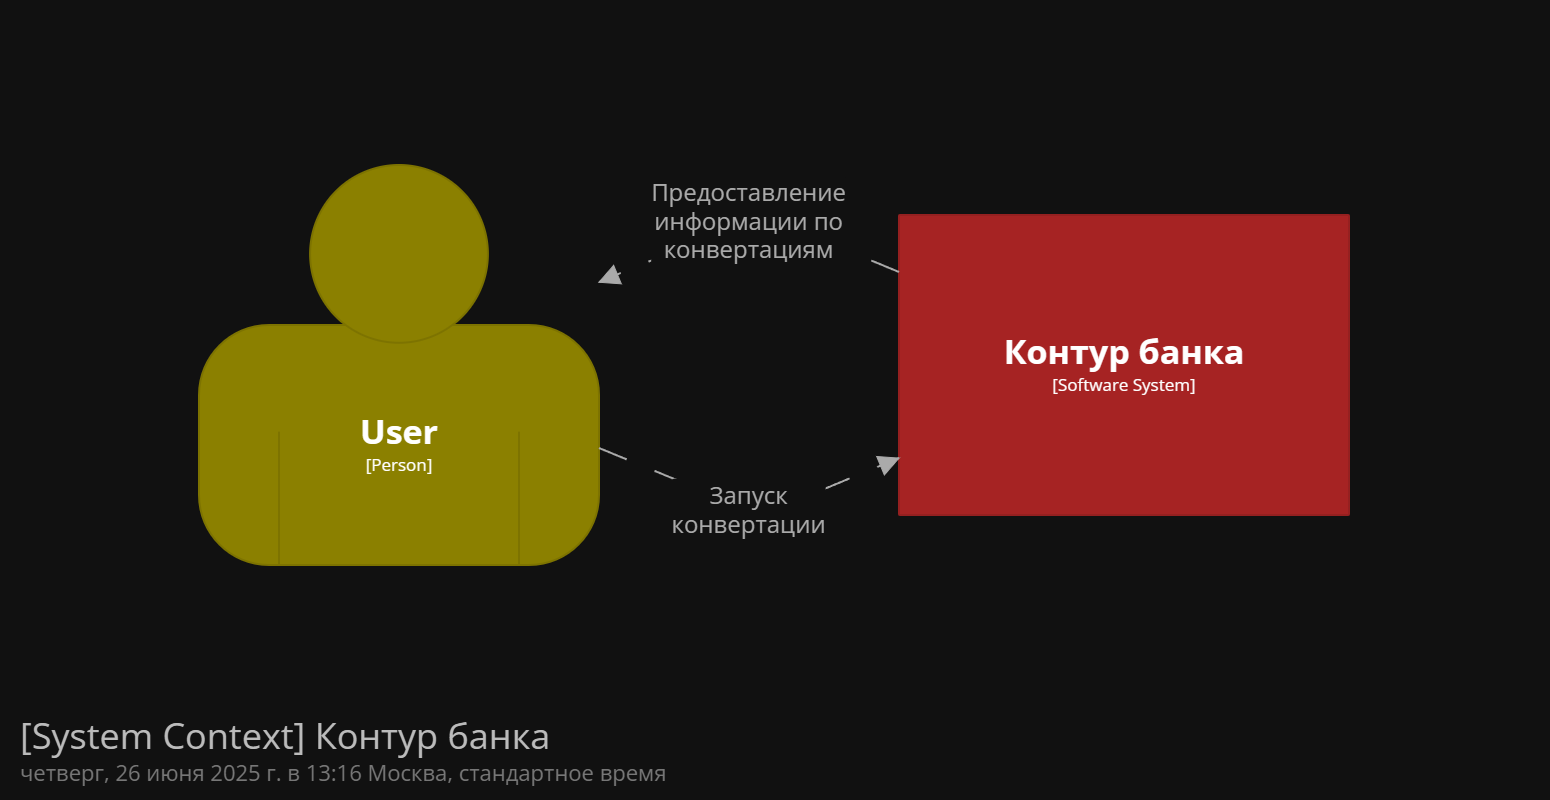 Предоставление
информации по
конвертациям
Контур банка
[Software System]
User
[Person]
Запуск
конвертации
[System Context] Контур банка
четверг, 26 июня 2025 г. в 13:16 Москва, стандартное время